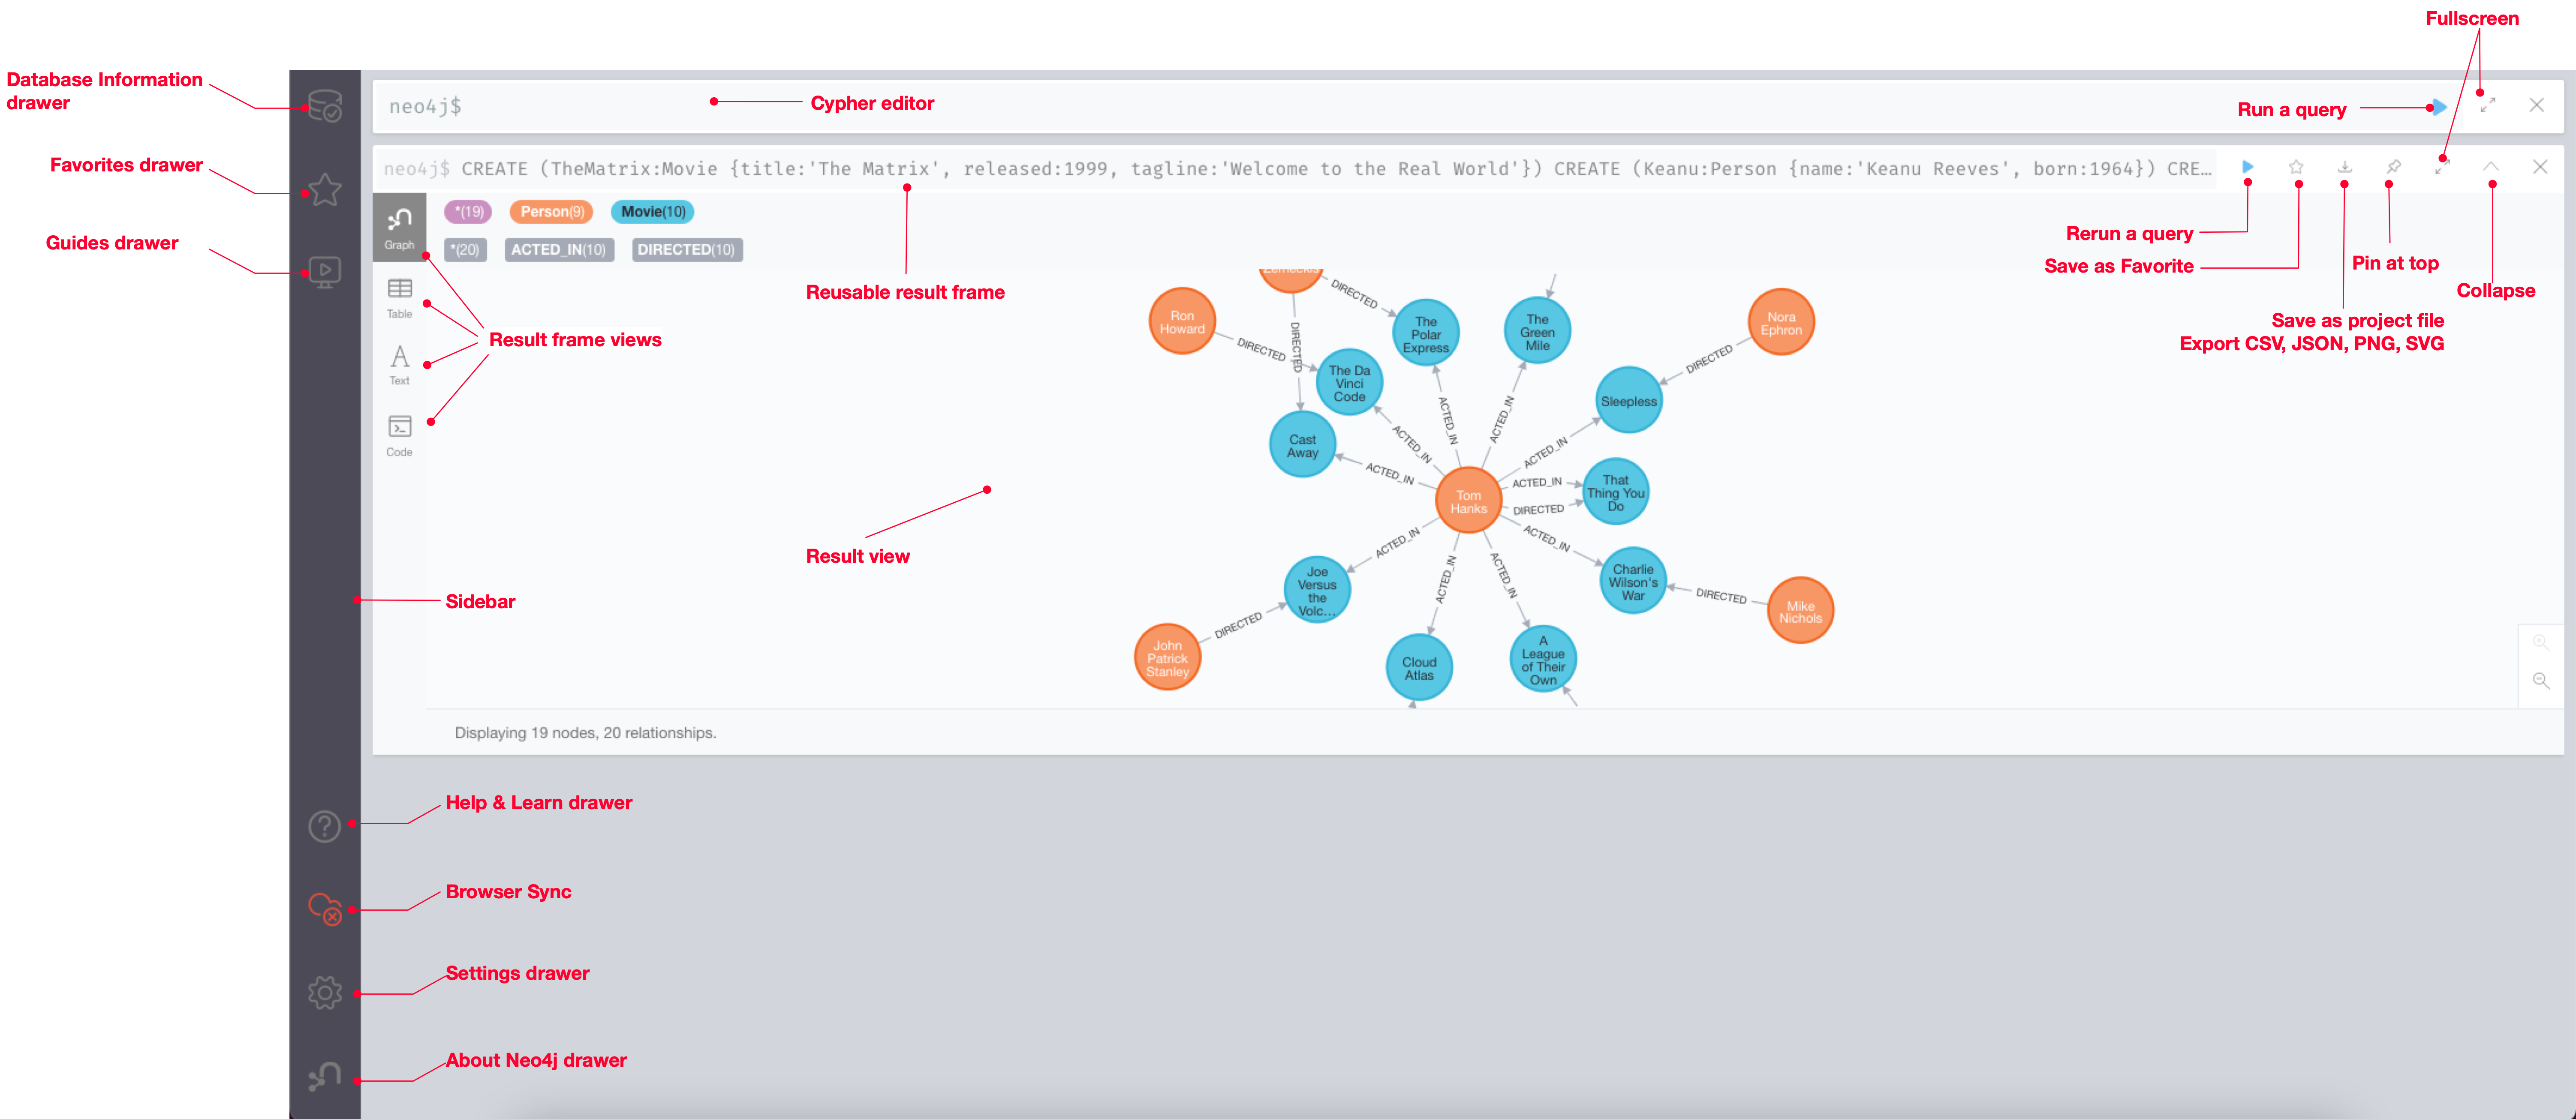 Fullscreen
Database Information
drawer
neo4j$
Cypher editor
Run a query
Favorites drawer
neo4j$ CREATE (TheMatrix:Movie {title:'The Matrix', released:1999, tagline:'Welcome to the Real World'}) CREATE (Keanu:Person {name:'Keanu Reeves', born:1964}) CRE…
Guides drawer
Graph
*(19)
Person(9)
Movie(10)
*(20)
ACTED_IN(10)
DIRECTED(10)
Rerun a query
Save as Favorite
Pin at top
Collapse
Save as project file
Export CSV, JSON, PNG, SVG
Reusable result frame
Table
Result frame views
Text
Code
Zemeckis
DIRECTED
DIRECTED
Ron
Howard
DIRECTED
The
Polar
Express
The
Green
Mile
Nora
Ephron
DIRECTED
The Da
Vinci
Code
Sleepless
Cast
Away
ACTED_IN
ACTED_IN
ACTED_IN
ACTED_IN
ACTED_IN
Tom
Hanks
ACTED_IN
DIRECTED
That
Thing You
Do
Result view
ACTED_IN
ACTED_IN
ACTED_IN
ACTED_IN
Joe
Versus
the
Volc…
Charlie
Wilson's
War
DIRECTED
Mike
Nichols
Sidebar
DIRECTED
John
Patrick
Stanley
Cloud
Atlas
A
League
of Their
Own
Displaying 19 nodes, 20 relationships.
Help & Learn drawer
Browser Sync
Settings drawer
About Neo4j drawer